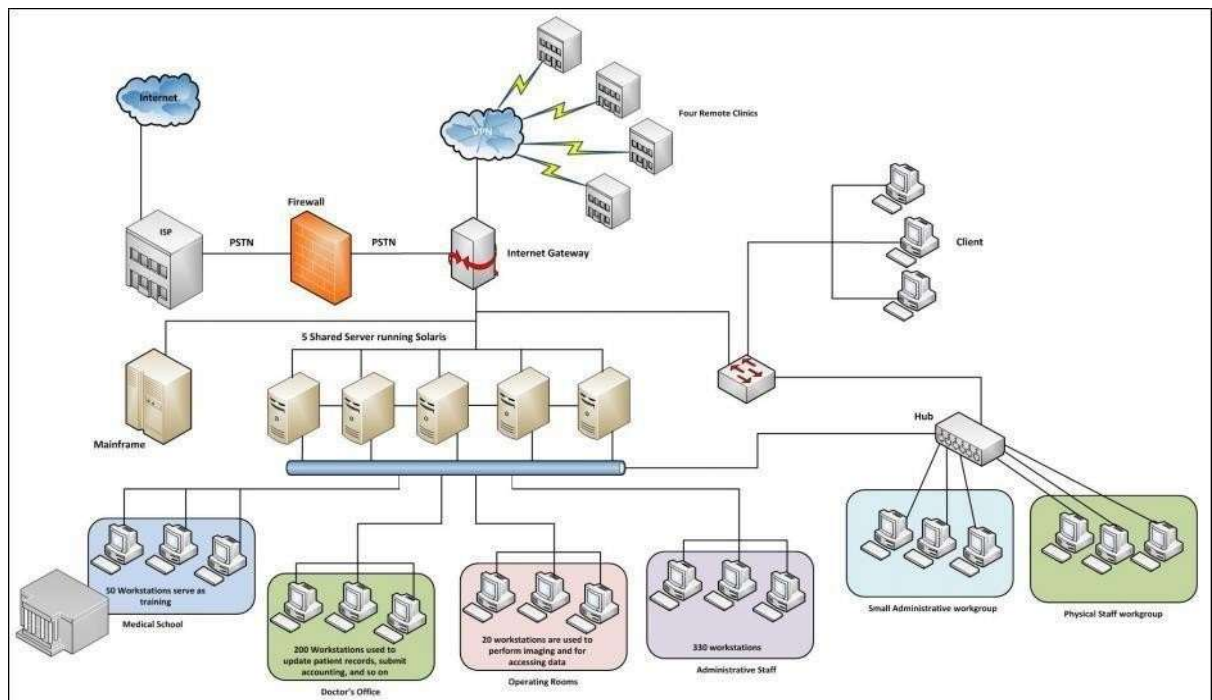 Internet
VPN
Four Remote Clinics
Firewall
ISP
PSTN
PSTN
Internet Gateway
Client
5 Shared Server running Solaris
Mainframe
Hub
50 Workstations serve as
training
Medical School
200 Workstations used to
update patient records, submit
accounting, and so on
Doctor's Office
20 workstations are used to
perform imaging and for
accessing data
Operating Rooms
330 workstations
Administrative Staff
Small Administrative workgroup
Physical Staff workgroup